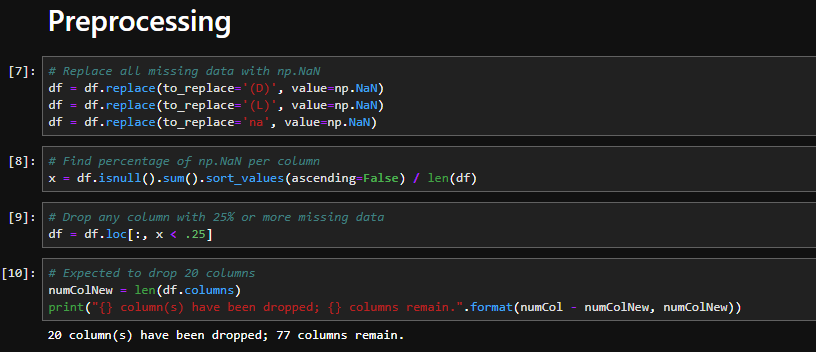 Preprocessing
[7]: # Replace all missing data with np.NaN
df = df.replace(to_replace='(D)', value=np.NaN)
df = df.replace(to_replace='(L)', value=np.NaN)
df = df.replace(to_replace='na', value=np.NaN)
[8]: # Find percentage of np.NaN per column
x = df.isnull().sum().sort_values(ascending=False) / len(df)
[9]: # Drop any column with 25% or more missing data
df = df.loc[:, x < .25]
[10]: # Expected to drop 20 columns
numColNew = len(df.columns)
print("{} column(s) have been dropped; {} columns remain.".format(numCol - numColNew, numColNew))
20 column(s) have been dropped; 77 columns remain.